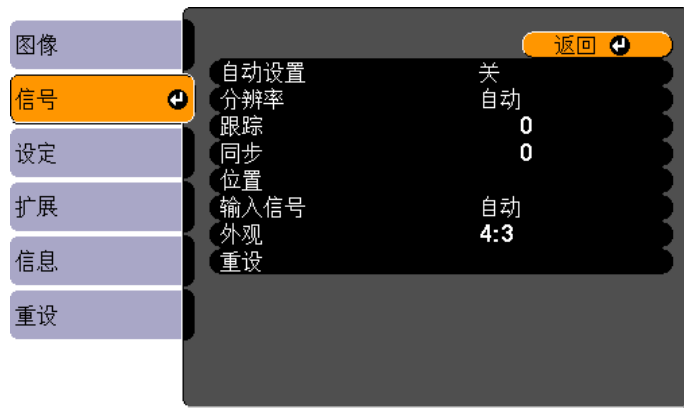 图像
信号
设定
扩展
信息
重设
返回
自动设置 关
分辨率 自动
跟踪 0
同步 0
位置
输入信号 自动
外观 4:3
重设